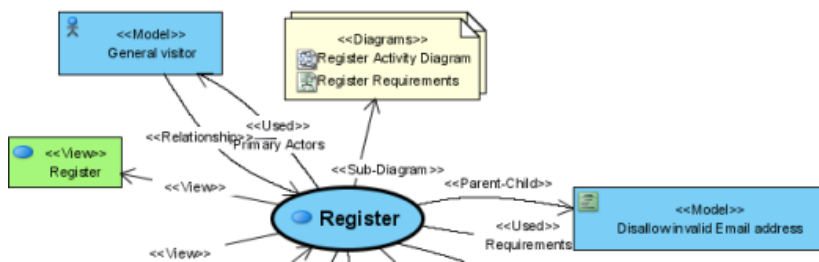 <<Model>>
General visitor
<<Diagrams>>
Register Activity Diagram
Register Requirements
<<Relationship>>
<<Used>>
Primary Actors
<<View>>
Register
<<Sub-Diagram>>
<<View>>
<<Parent-Child>>
Register
<<Model>>
Disallow invalid Email address
<<Used>>
Requirements
<<View>>